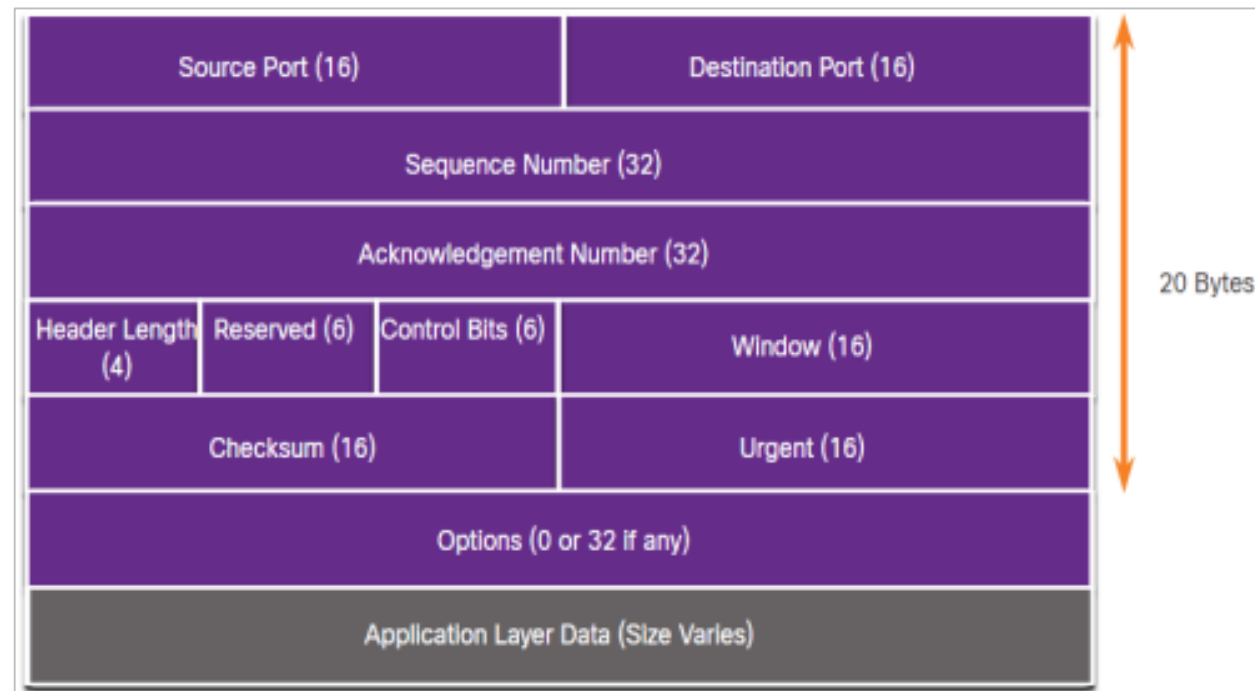 Source Port (16)
Destination Port (16)
Sequence Number (32)
Acknowledgement Number (32)
Header Length
(4)
Reserved (6)
Control Bits (6)
Window (16)
Checksum (16)
Urgent (16)
Options (0 or 32 if any)
Application Layer Data (Size Varies)
20 Bytes